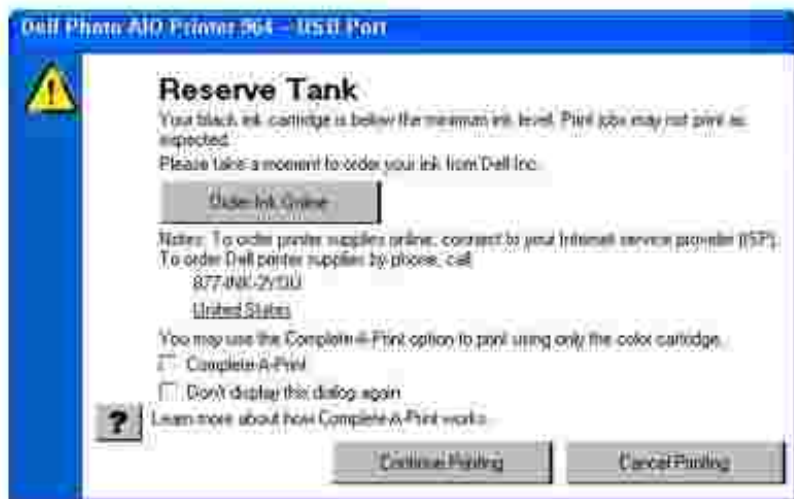 Dell Photo AIO Printer 964 - USB Port
Reserve Tank
Your black ink cartridge is below the minimum ink level. Print jobs may not print as
expected.
Please take a moment to order your ink from Dell Inc.
Order Ink Online
Notes: To order printer supplies online, connect to your Internet service provider (ISP).
To order Dell printer supplies by phone, call
877-INK-2YOU
United States
You may use the Complete-A-Print option to print using only the color cartridge.
Complete-A-Print
Don't display this dialog again
? Learn more about how Complete-A-Print works.
Continue Printing
Cancel Printing